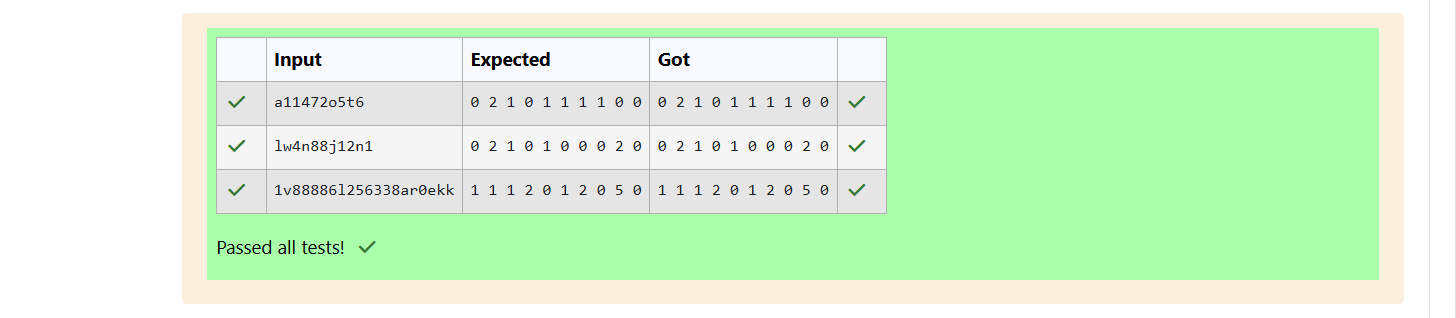 Input Expected Got
a11472o5t6 0 2 1 0 1 1 1 1 0 0 0 2 1 0 1 1 1 1 0 0
lw4n88j12n1 0 2 1 0 1 0 0 0 2 0 0 2 1 0 1 0 0 0 2 0
1v88886l256338ar0ekk 1 1 1 2 0 1 2 0 5 0 1 1 1 2 0 1 2 0 5 0
Passed all tests!